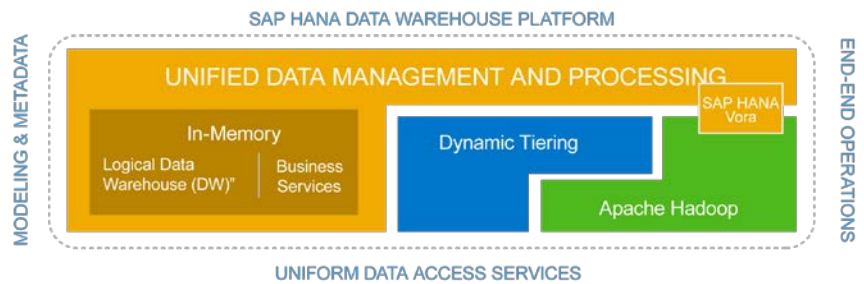 SAP HANA DATA WAREHOUSE PLATFORM
MODELING & METADATA
UNIFIED DATA MANAGEMENT AND PROCESSING
END-END OPERATIONS
SAP HANA
Vora
In-Memory
Logical Data
Warehouse (DW)"
Business
Services
Dynamic Tiering
Apache Hadoop
UNIFORM DATA ACCESS SERVICES